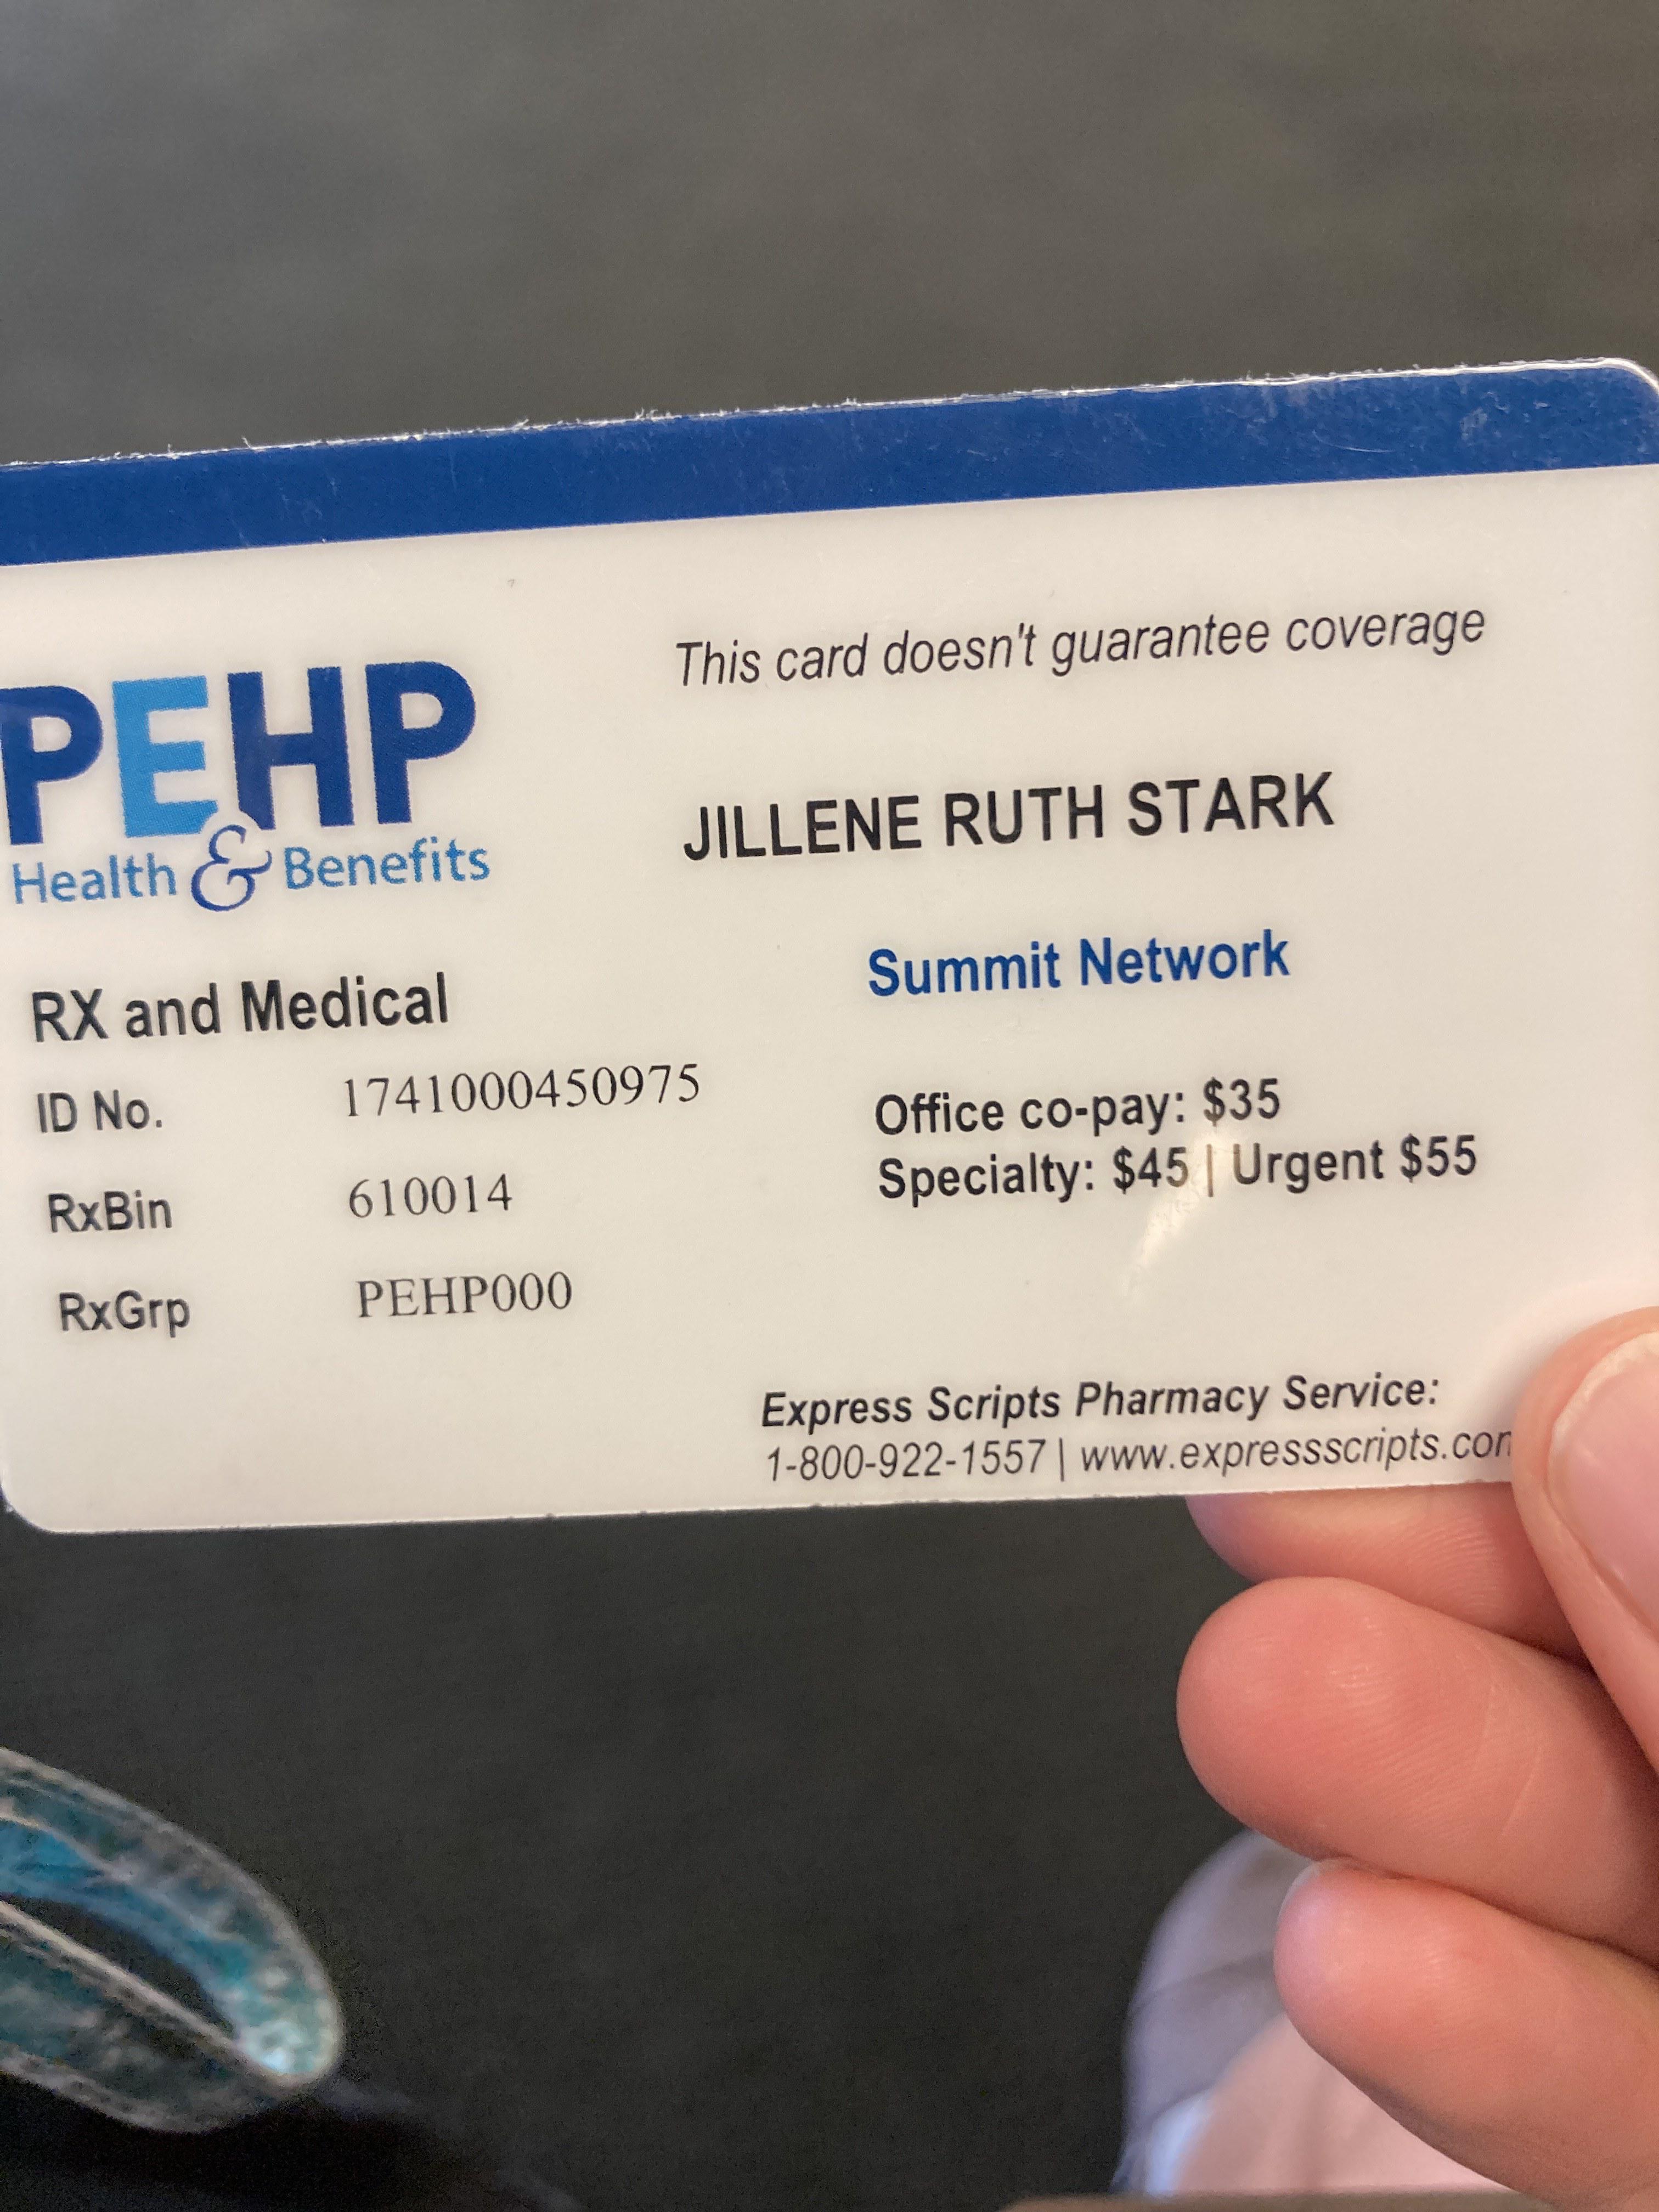 This card doesn't guarantee coverage
PEHP
Health & Benefits
JILLENE RUTH STARK
Summit Network
RX and Medical
ID No. 1741000450975
RxBin 610014
RxGrp PEHP000
Office co-pay: $35
Specialty: $45 | Urgent $55
Express Scripts Pharmacy Service:
1-800-922-1557 | www.expressscripts.com